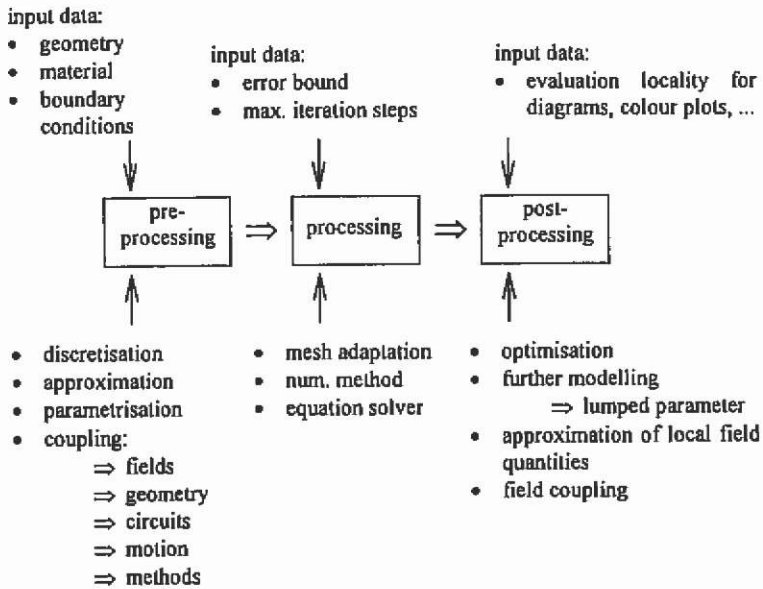 input data:
• geometry
• material
• boundary
conditions
input data:
• error bound
• max. iteration steps
input data:
• evaluation locality for
diagrams, colour plots, ...
pre-
processing
⇒
processing
⇒
post-
processing
• discretisation
• approximation
• parametrisation
• coupling:
⇒ fields
⇒ geometry
⇒ circuits
⇒ motion
⇒ methods
• mesh adaptation
• num. method
• equation solver
• optimisation
• further modelling
⇒ lumped parameter
• approximation of local field
quantities
• field coupling